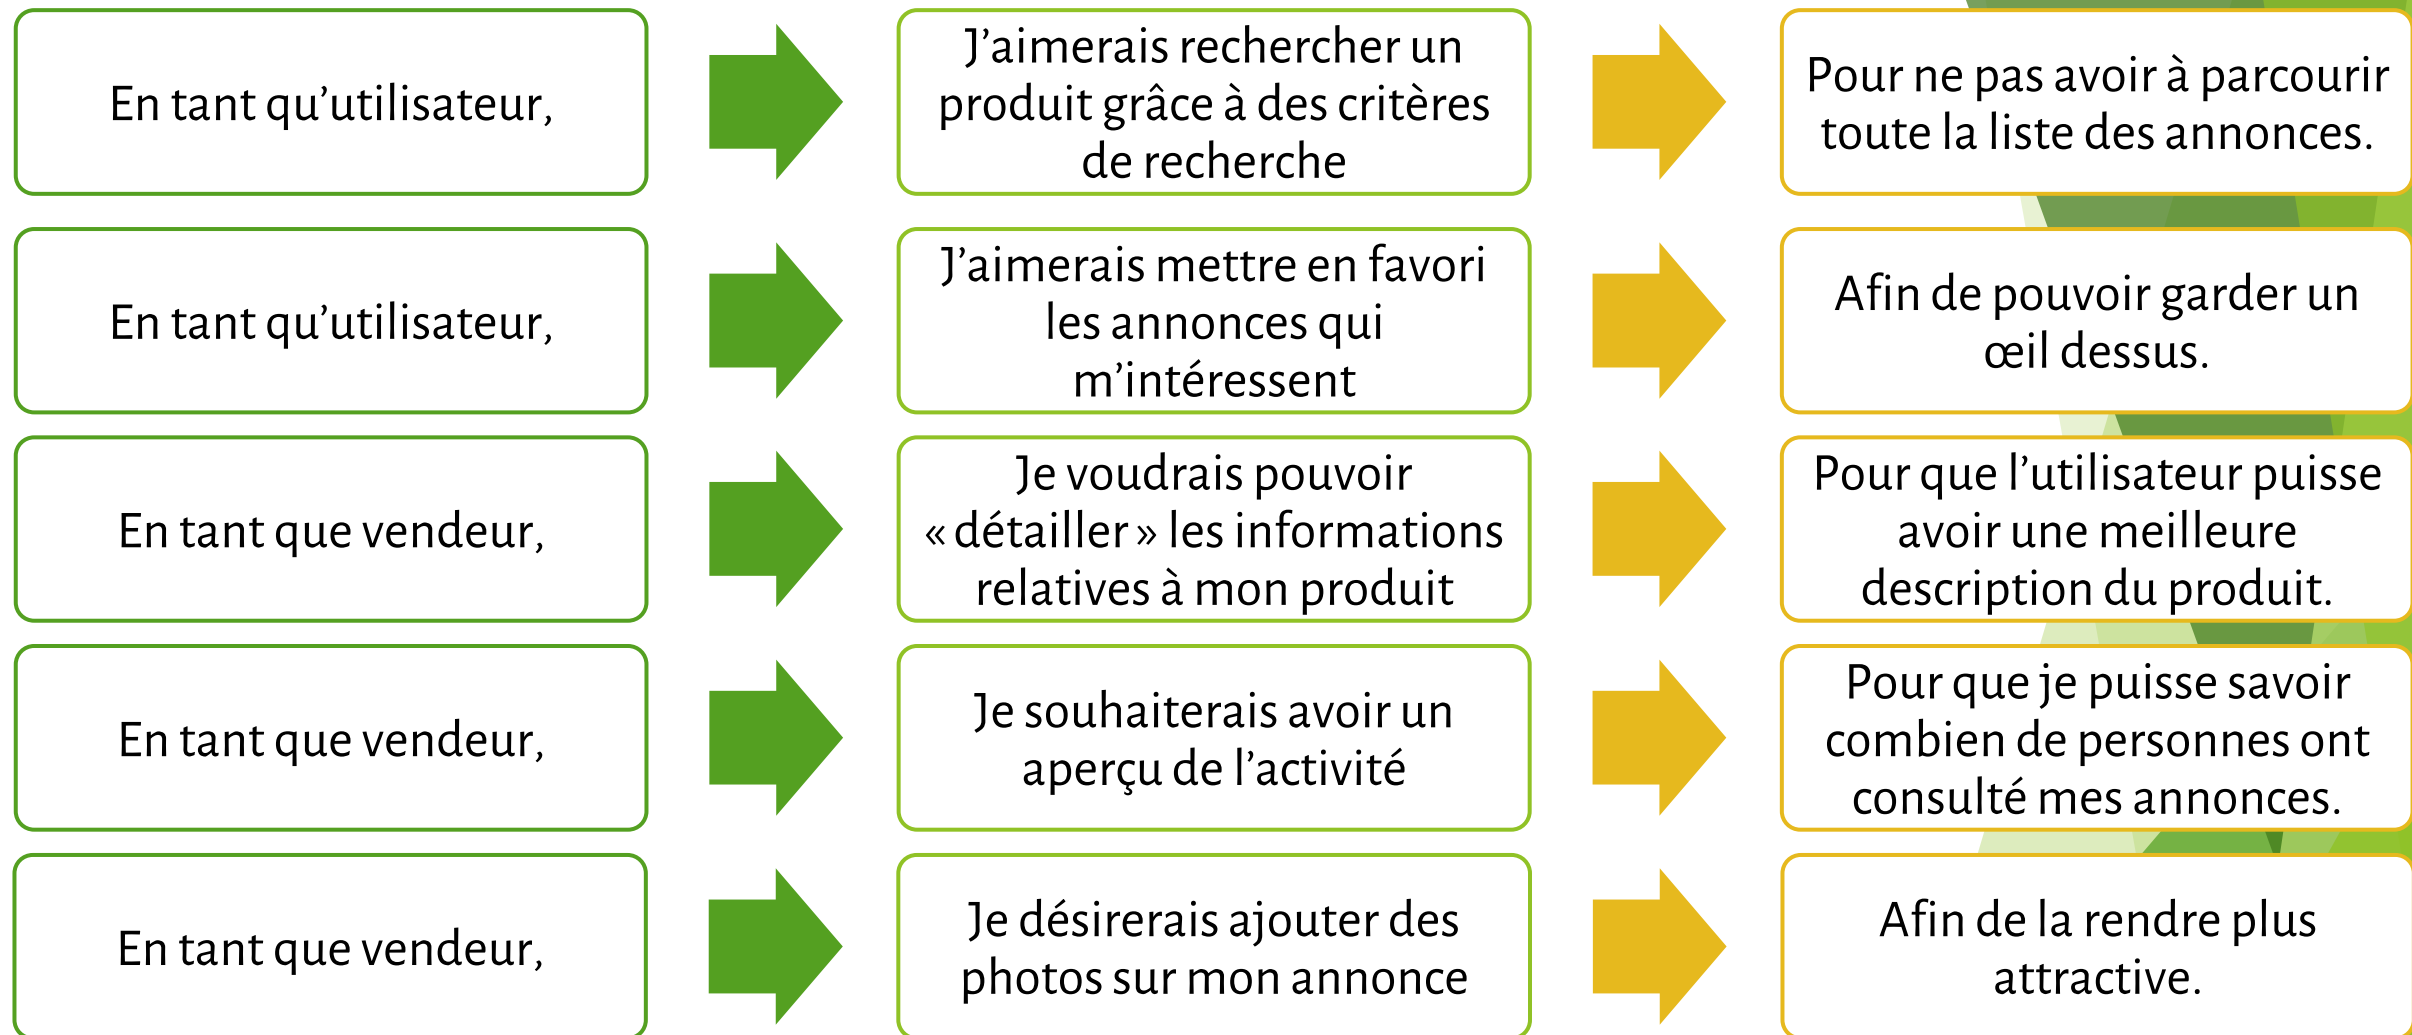 En tant qu’utilisateur,
J’aimerais rechercher un
produit grâce à des critères
de recherche
Pour ne pas avoir à parcourir
toute la liste des annonces.
En tant qu’utilisateur,
J’aimerais mettre en favori
les annonces qui
m’intéressent
Afin de pouvoir garder un
œil dessus.
En tant que vendeur,
Je voudrais pouvoir
« détailler » les informations
relatives à mon produit
Pour que l’utilisateur puisse
avoir une meilleure
description du produit.
En tant que vendeur,
Je souhaiterais avoir un
aperçu de l’activité
Pour que je puisse savoir
combien de personnes ont
consulté mes annonces.
En tant que vendeur,
Je désirerais ajouter des
photos sur mon annonce
Afin de la rendre plus
attractive.